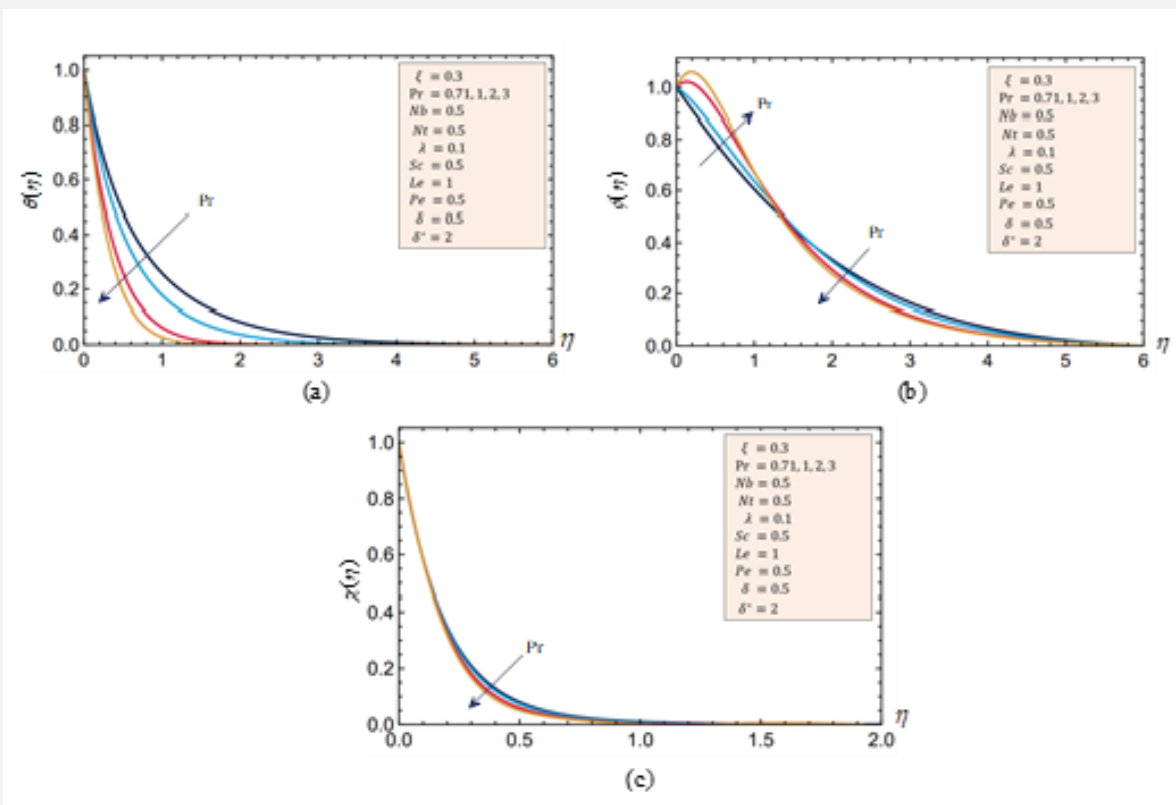 1.0
0.8
0.6
0.4
0.2
0.0
θ(η)
ξ = 0.3
Pr = 0.71, 1, 2, 3
Nb = 0.5
Nt = 0.5
λ = 0.1
Sc = 0.5
Le = 1
Pe = 0.5
δ = 0.5
δ* = 2
Pr
0 1 2 3 4 5 6
η
(a)
1.0
0.8
0.6
0.4
0.2
0.0
ξ = 0.3
Pr = 0.71, 1, 2, 3
Nb = 0.5
Nt = 0.5
λ = 0.1
Sc = 0.5
Le = 1
Pe = 0.5
δ = 0.5
δ* = 2
Pr
Pr
0 1 2 3 4 5 6
η
(b)
1.0
0.8
0.6
0.4
0.2
0.0
χ(η)
ξ = 0.3
Pr = 0.71, 1, 2, 3
Nb = 0.5
Nt = 0.5
λ = 0.1
Sc = 0.5
Le = 1
Pe = 0.5
δ = 0.5
δ* = 2
Pr
0.0 0.5 1.0 1.5 2.0
η
(c)